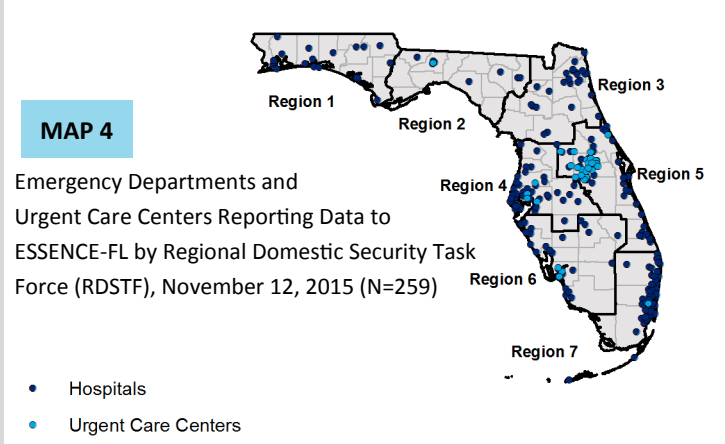 MAP 4
Emergency Departments and
Urgent Care Centers Reporting Data to
ESSENCE-FL by Regional Domestic Security Task
Force (RDSTF), November 12, 2015 (N=259)
Region 1
Region 2
Region 3
Region 4
Region 5
Region 6
Region 7
Hospitals
Urgent Care Centers